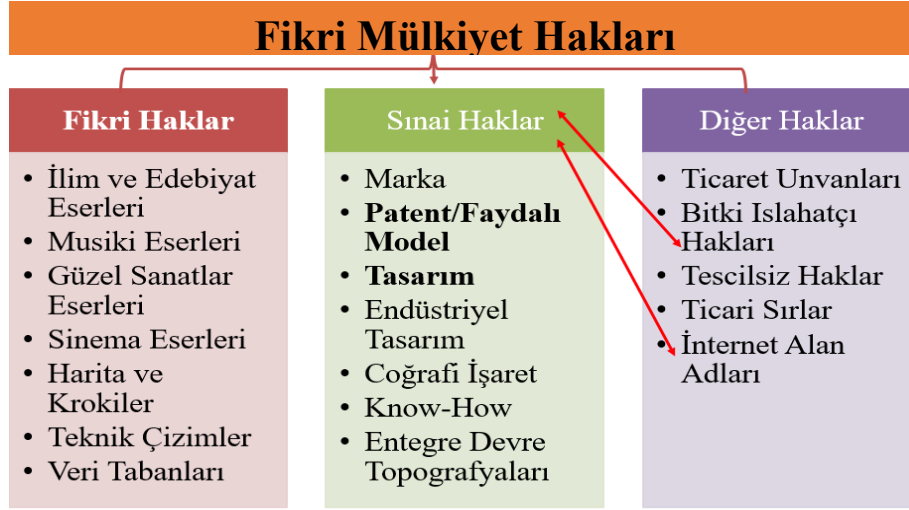 Fikri Mülkiyet Hakları
Fikri Haklar
• İlim ve Edebiyat
Eserleri
• Musiki Eserleri
• Güzel Sanatlar
Eserleri
• Sinema Eserleri
• Harita ve
Krokiler
• Teknik Çizimler
• Veri Tabanları
Sınai Haklar
• Marka
• Patent/Faydalı
Model
• Tasarım
• Endüstriyel
Tasarım
• Coğrafi İşaret
• Know-How
• Entegre Devre
Topografyaları
Diğer Haklar
• Ticaret Unvanları
• Bitki Islahatçı
Hakları
• Tescilsiz Haklar
• Ticari Sırlar
• İnternet Alan
Adları